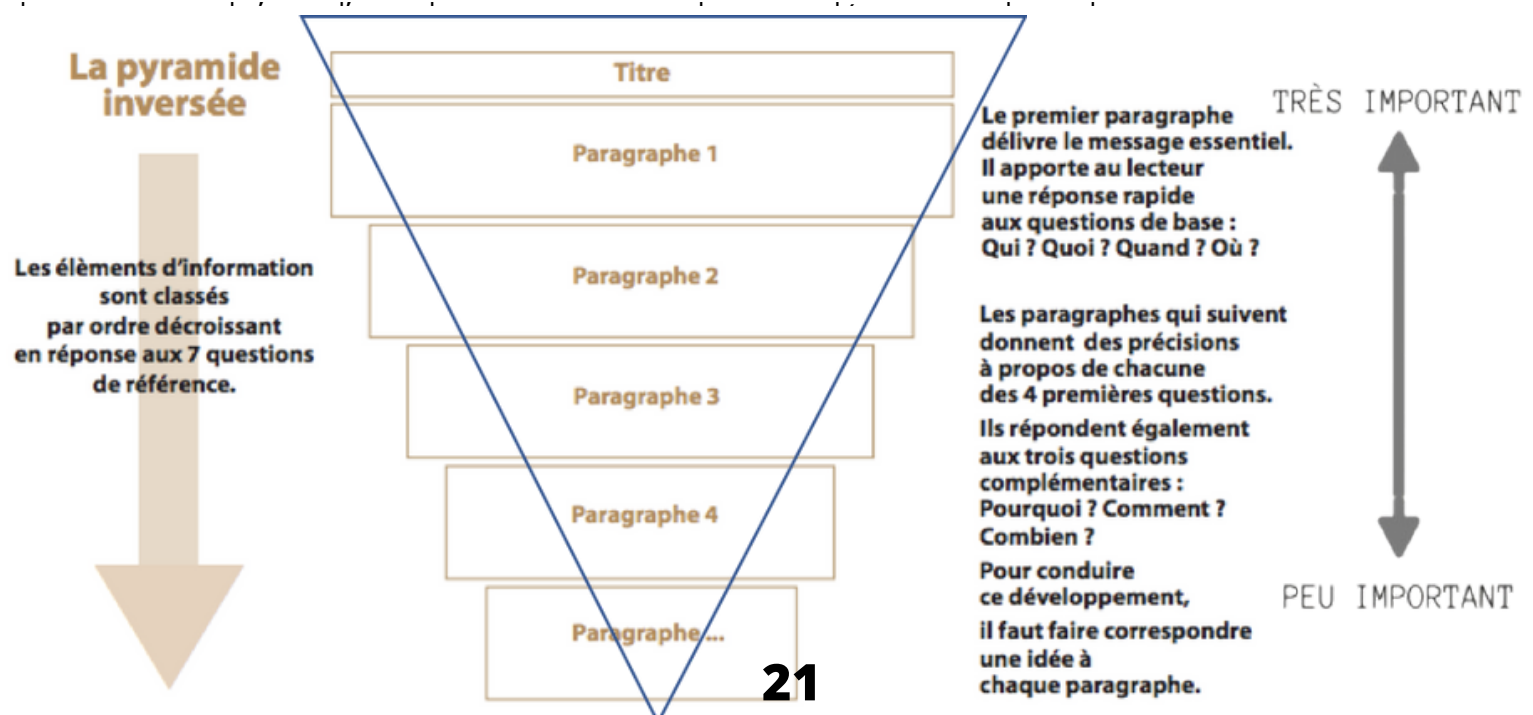 La pyramide
inversée
Les élèments d'information
sont classés
par ordre décroissant
en réponse aux 7 questions
de référence.
Titre
Paragraphe 1
Paragraphe 2
Paragraphe 3
Paragraphe 4
Paragraphe ...
21
Le premier paragraphe
délivre le message essentiel.
Il apporte au lecteur
une réponse rapide
aux questions de base :
Qui ? Quoi ? Quand ? Où ?
Les paragraphes qui suivent
donnent des précisions
à propos de chacune
des 4 premières questions.
Ils répondent également
aux trois questions
complémentaires :
Pourquoi ? Comment ?
Combien ?
Pour conduire
ce développement,
il faut faire correspondre
une idée à
chaque paragraphe.
TRÈS IMPORTANT
PEU IMPORTANT